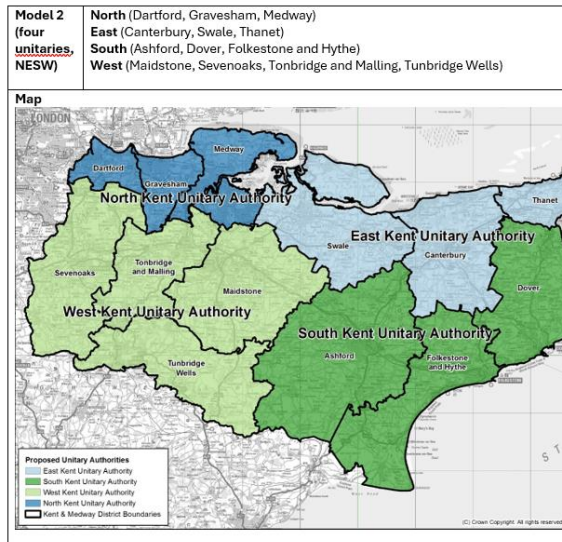 Model 2
(four
unitaries,
NESW)
North (Dartford, Gravesham, Medway)
East (Canterbury, Swale, Thanet)
South (Ashford, Dover, Folkestone and Hythe)
West (Maidstone, Sevenoaks, Tonbridge and Malling, Tunbridge Wells)
Map
LONDON
Medway
Dartford
Gravesham
North Kent Unitary Authority
Thanet
East Kent Unitary Authority
Swale
Canterbury
Tonbridge
and Malling
Sevenoaks
Maidstone
Dover
West Kent Unitary Authority
South Kent Unitary Authority
Ashford
Folkestone
and Hythe
Tunbridge
Wells
Proposed Unitary Authorities
East Kent Unitary Authority
South Kent Unitary Authority
West Kent Unitary Authority
North Kent Unitary Authority
Kent & Medway District Boundaries
S T
(C) Crown Copyright. All rights reserved